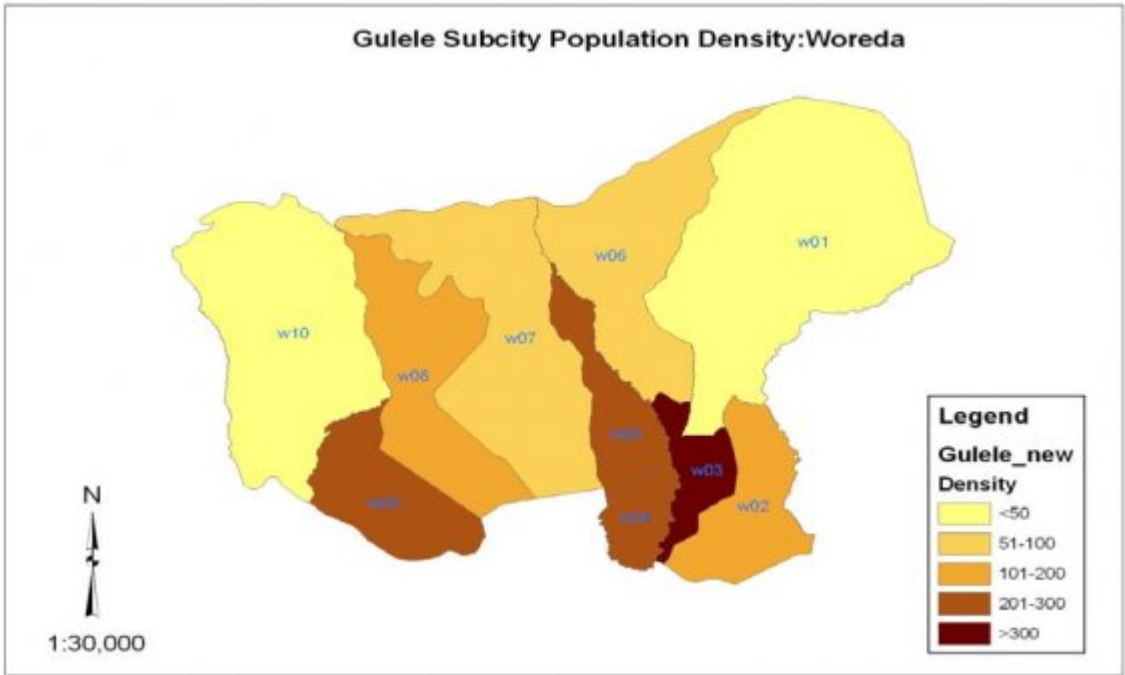 Gulele Subcity Population Density:Woreda
w01
w06
w10
w07
w08
w03
w02
Legend
Gulele_new
Density
<50
51-100
101-200
201-300
>300
N
1:30,000